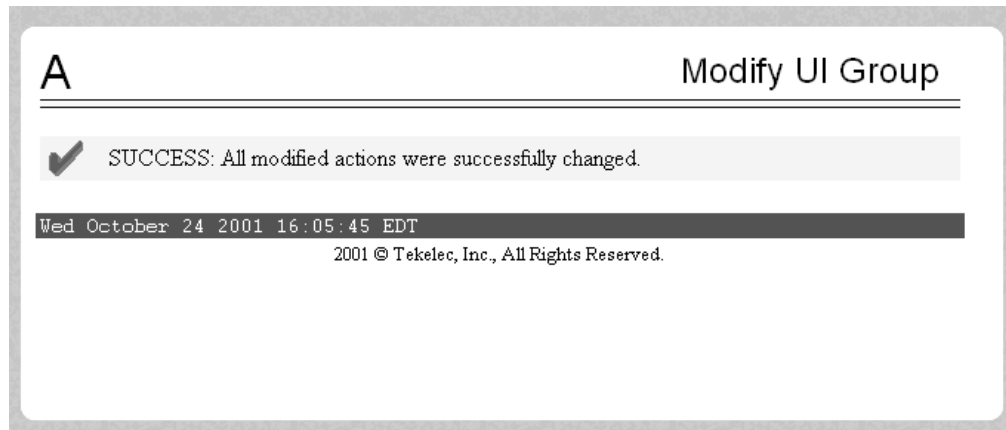 A
Modify UI Group
SUCCESS: All modified actions were successfully changed.
Wed October 24 2001 16:05:45 EDT
2001 © Tekelec, Inc., All Rights Reserved.